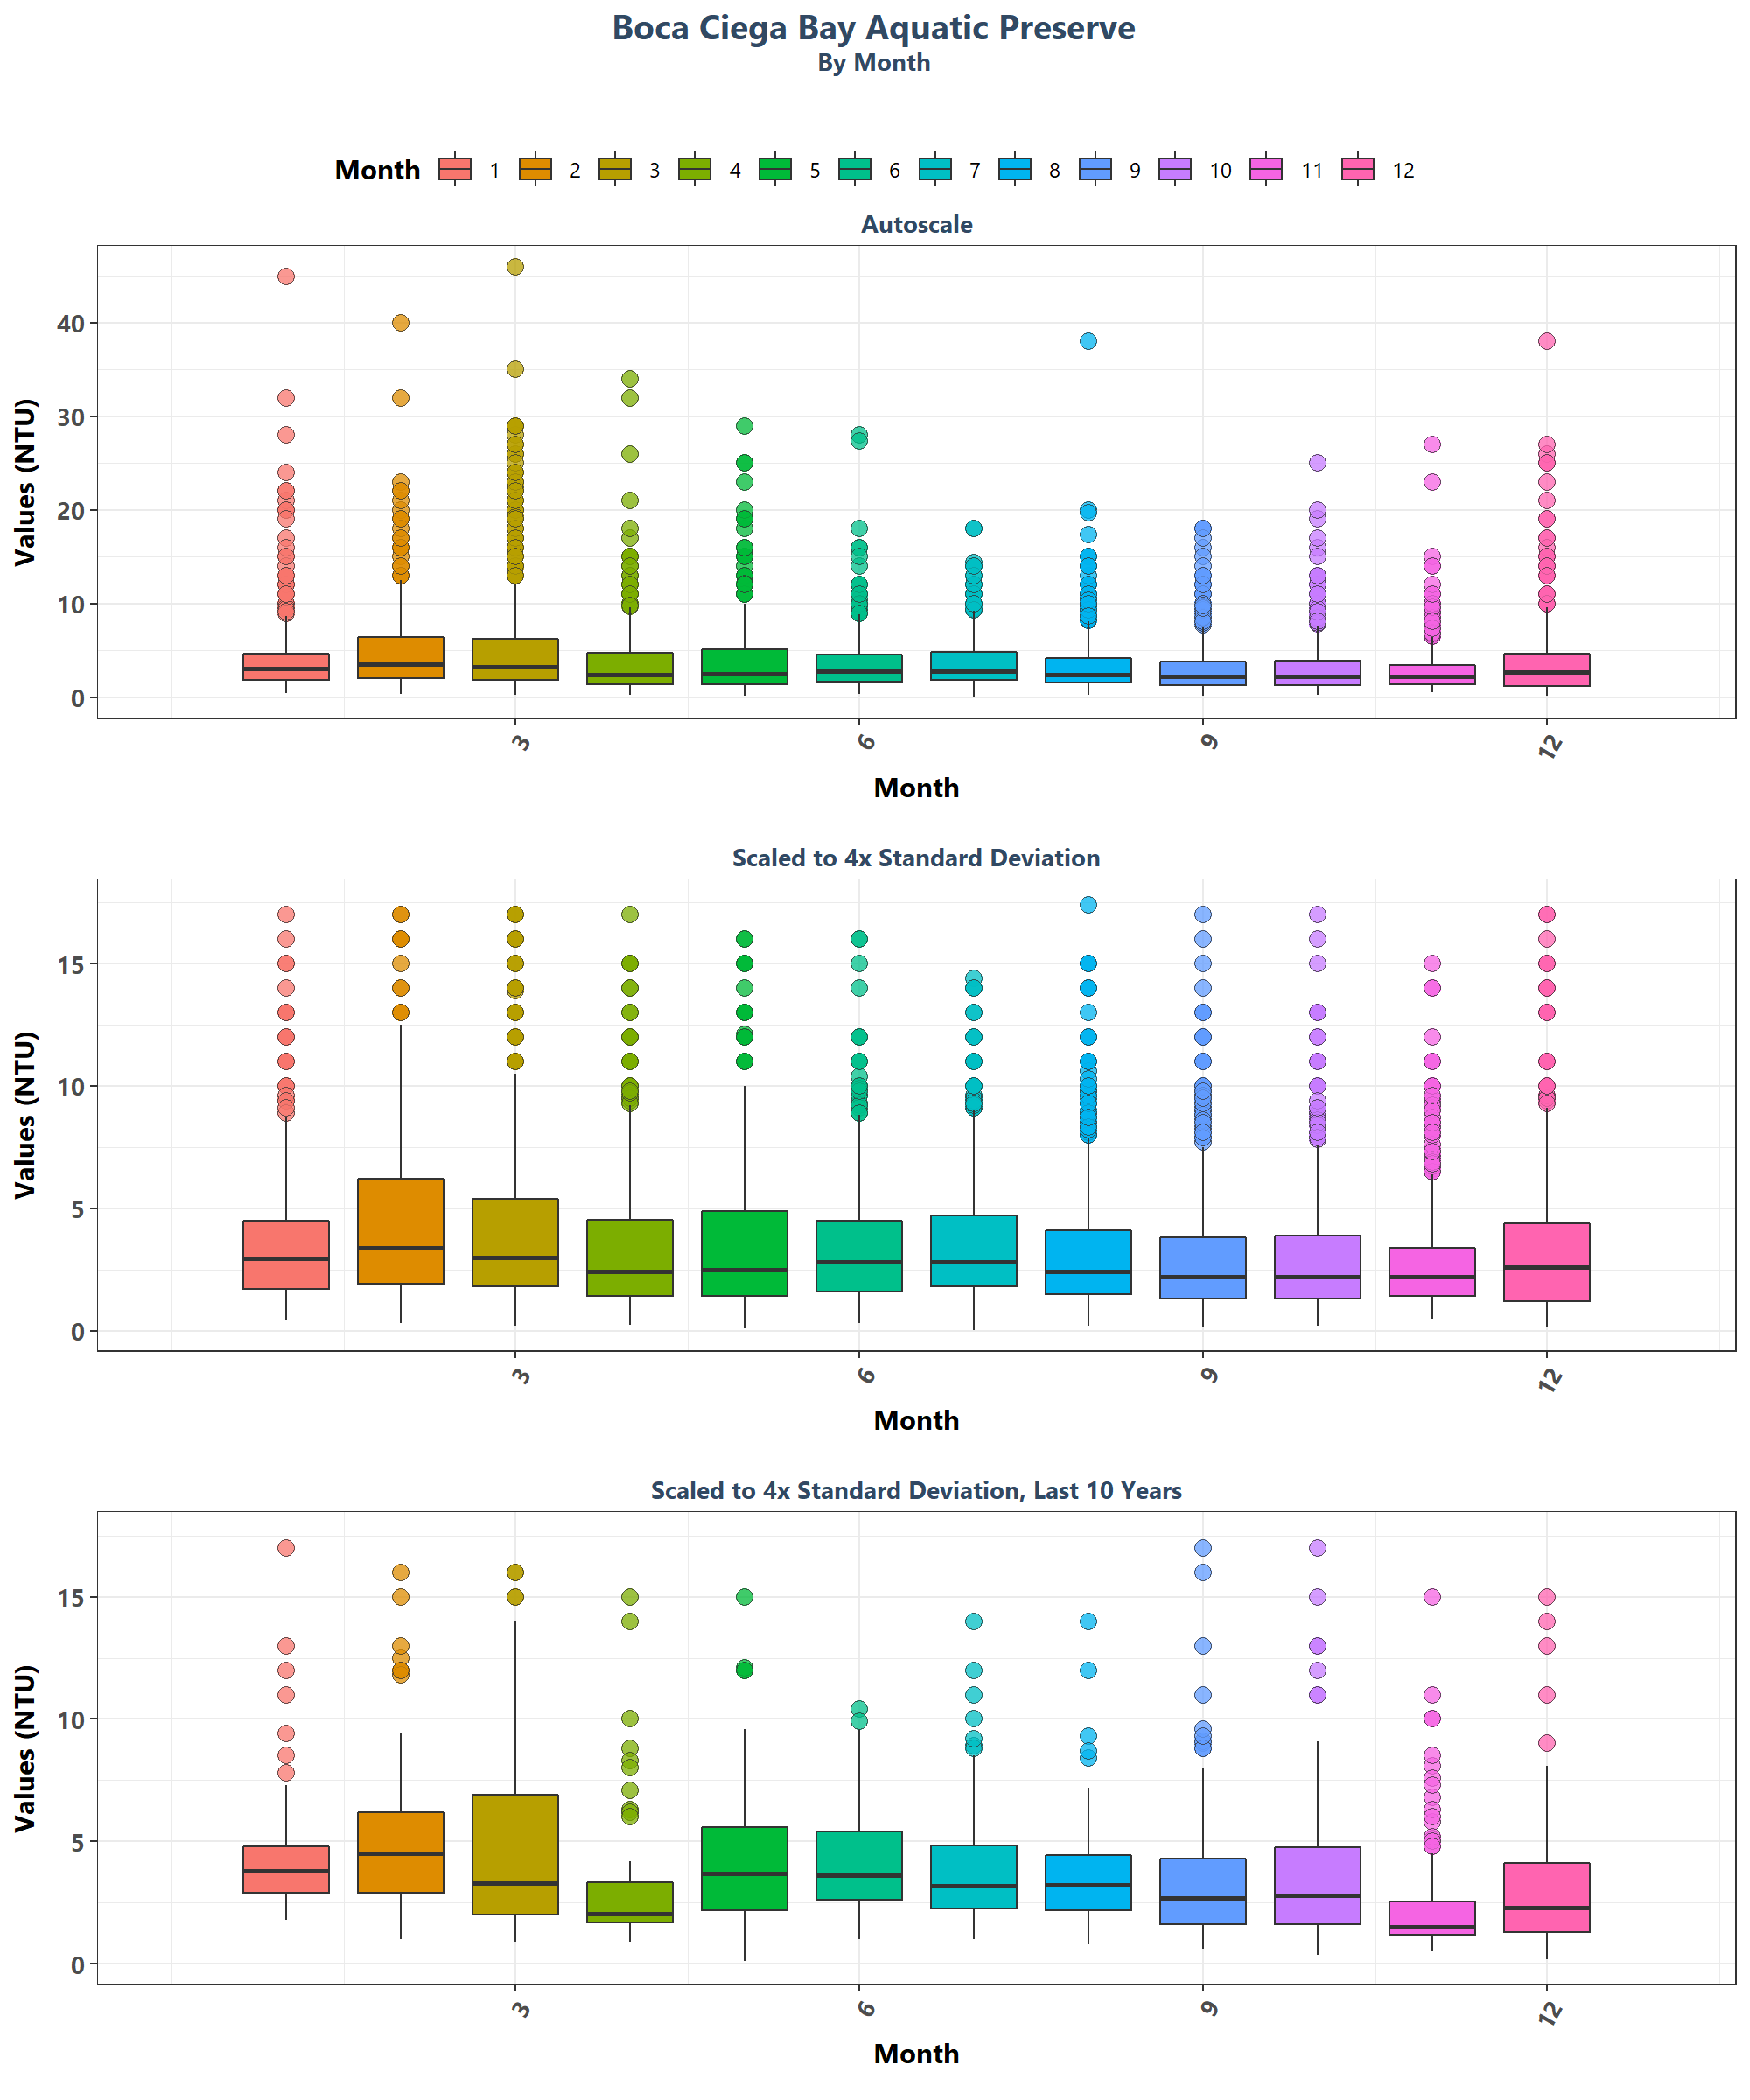 Boca Ciega Bay Aquatic Preserve
By Month
Month 1 2 3 4 5 6 7 8 9 10 11 12
Autoscale
Values (NTU)
40
30
20
10
0
3 6 9 12
Month
Scaled to 4x Standard Deviation
Values (NTU)
15
10
5
0
3 6 9 12
Month
Scaled to 4x Standard Deviation, Last 10 Years
Values (NTU)
15
10
5
0
3 6 9 12
Month